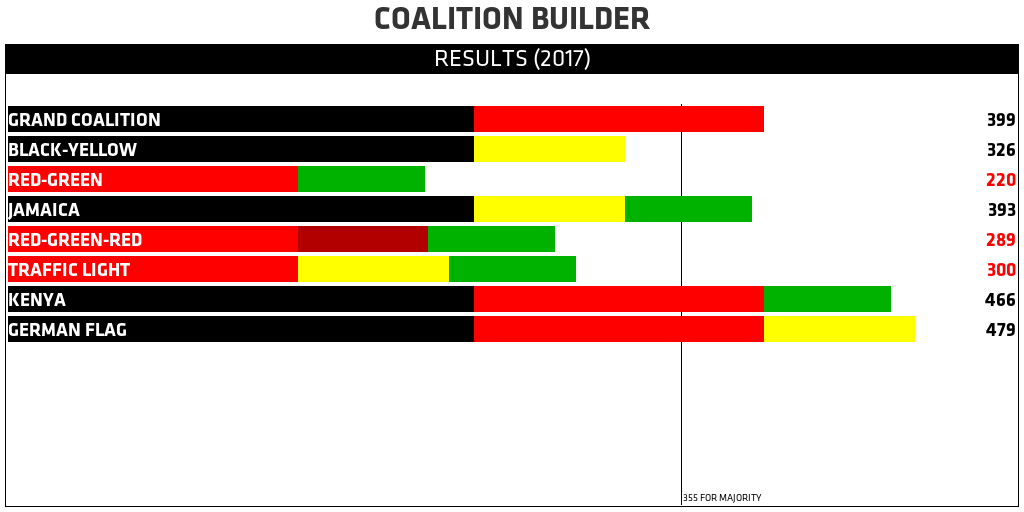 COALITION BUILDER
RESULTS (2017)
GRAND COALITION 399
BLACK-YELLOW 326
RED-GREEN 220
JAMAICA 393
RED-GREEN-RED 289
TRAFFIC LIGHT 300
KENYA 466
GERMAN FLAG 479
355 FOR MAJORITY